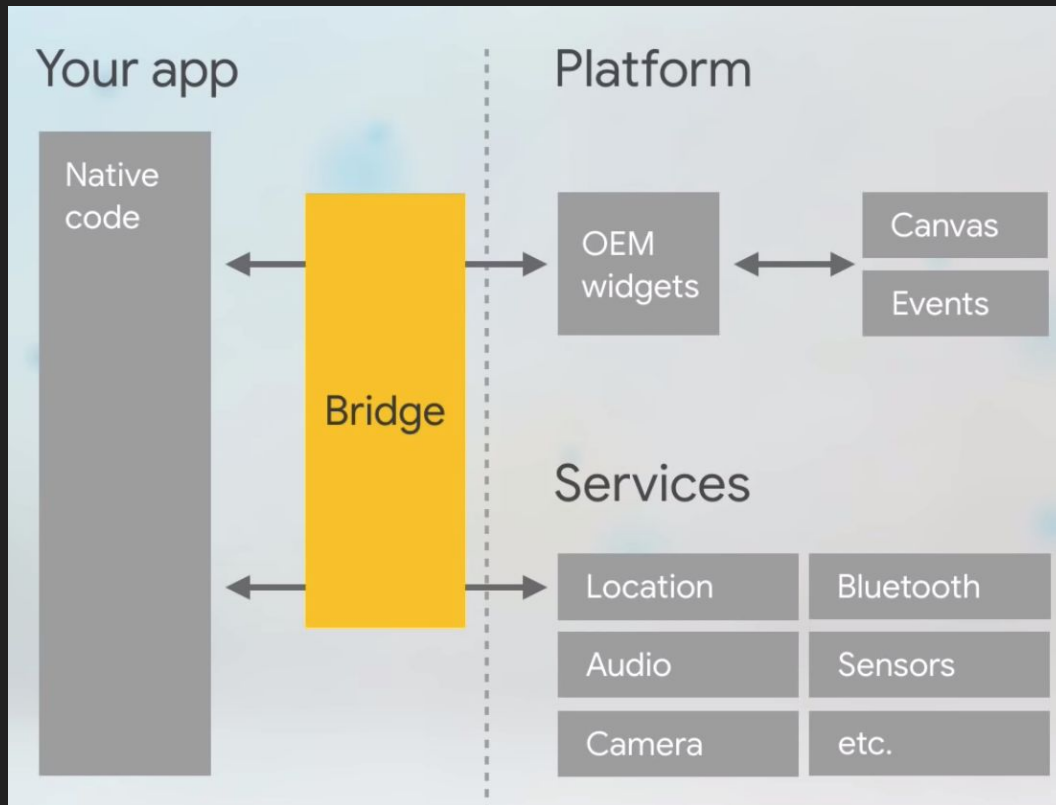 Your app
Native
code
Bridge
Platform
OEM
widgets
Canvas
Events
Services
Location
Bluetooth
Audio
Sensors
Camera
etc.